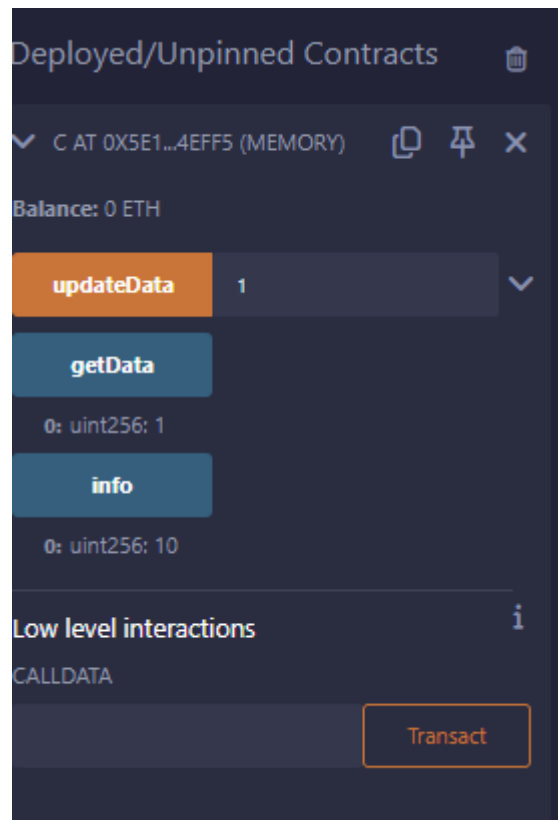 Deployed/Unpinned Contracts
C AT 0X5E1...4EFF5 (MEMORY)
Balance: 0 ETH
updateData 1
getData
0: uint256: 1
info
0: uint256: 10
Low level interactions
i
CALLDATA
Transact